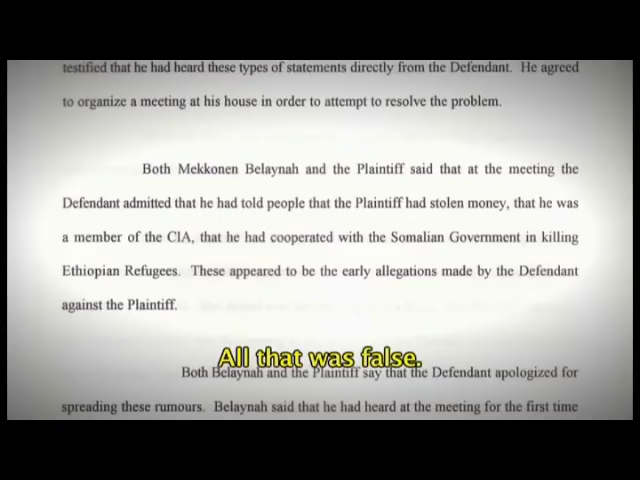 testified that he had heard these types of statements directly from the Defendant. He agreed
to organize a meeting at his house in order to attempt to resolve the problem.
Both Mekkonen Belaynah and the Plaintiff said that at the meeting the
Defendant admitted that he had told people that the Plaintiff had stolen money, that he was
a member of the CIA, that he had cooperated with the Somalian Government in killing
Ethiopian Refugees. These appeared to be the early allegations made by the Defendant
against the Plaintiff.
All that was false.
Both Belaynah and the Plaintiff say that the Defendant apologized for
spreading these rumours. Belaynah said that he had heard at the meeting for the first time